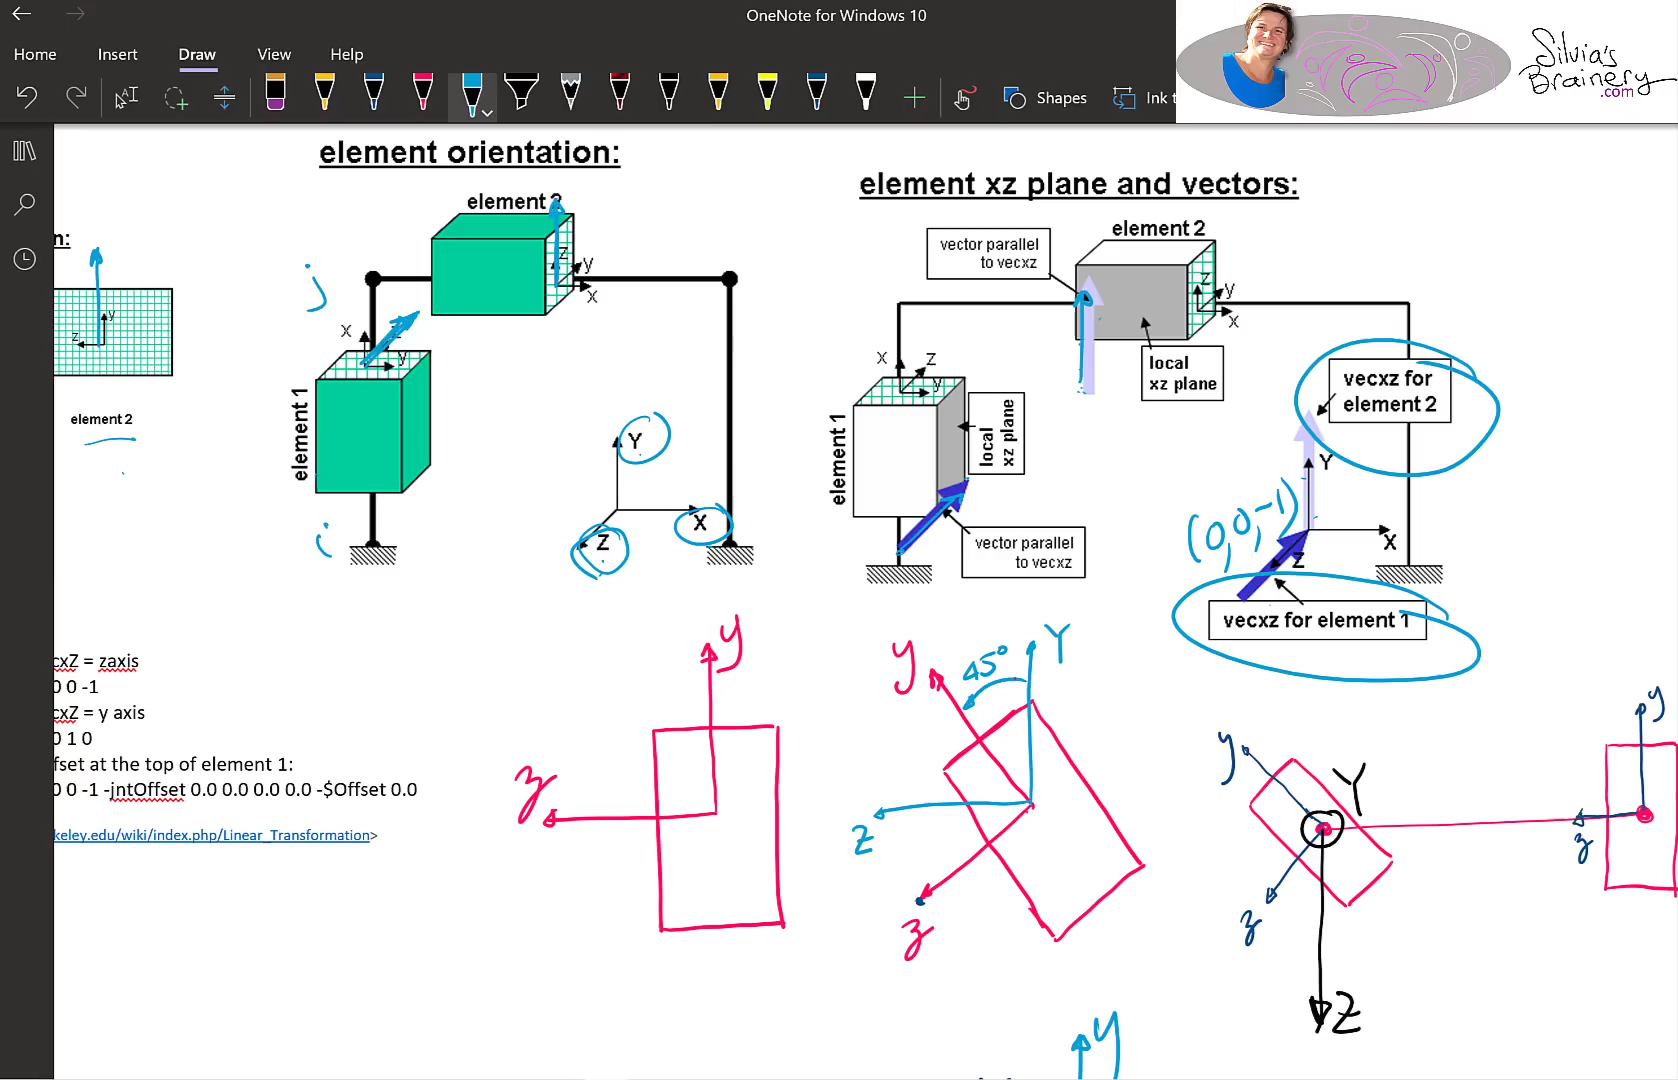 OneNote for Windows 10
Home Insert Draw View Help
Shapes
Ink t
Silvia's
Brainery
.com
element orientation:
element 2
z
y
x
j
x
y
element 1
i
Y
X
Z
n:
y
z
element 2
element xz plane and vectors:
element 2
vector parallel
to vecxz
z
y
x
local
xz plane
x
z
y
element 1
local
xz plane
vector parallel
to vecxz
vecxz for
element 2
Y
(0,0,-1)
X
Z
vecxz for element 1
cxZ = zaxis
0 0 -1
cxZ = y axis
0 1 0
fset at the top of element 1:
0 0 -1 -jntOffset 0.0 0.0 0.0 0.0 -$Offset 0.0
keley.edu/wiki/index.php/Linear_Transformation>
y
z
y
45°
Y
Z
z
y
Y
z
Z
y
z
y